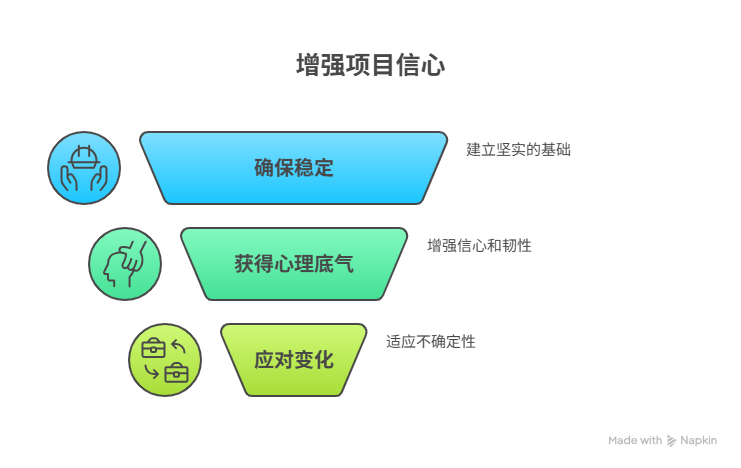 增强项目信心
确保稳定
建立坚实的基础
获得心理底气
增强信心和韧性
应对变化
适应不确定性
Made with Napkin